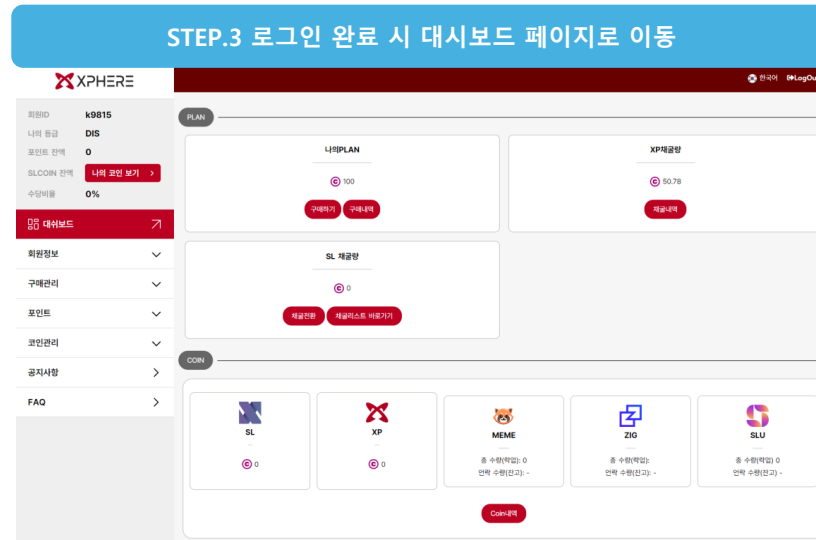 STEP.3 로그인 완료 시 대시보드 페이지로 이동
XPHERE
한국어 LogOu
회원ID k9815
나의 등급 DIS
포인트 잔액 0
SLCOIN 잔액 나의 코인 보기 >
수당비율 0%
대쉬보드
회원정보
구매관리
포인트
코인관리
공지사항
FAQ
PLAN
나의PLAN
100
구매하기 구매내역
XP채굴량
50.78
채굴내역
SL 채굴량
0
채굴전환 채굴리스트 바로가기
COIN
SL
--
0
XP
--
0
MEME
총 수량(락업): 0
언락 수량(잔고): -
ZIG
총 수량(락업):
언락 수량(잔고): -
SLU
총 수량(락업) 0
언락 수량(잔고) -
Coin내역